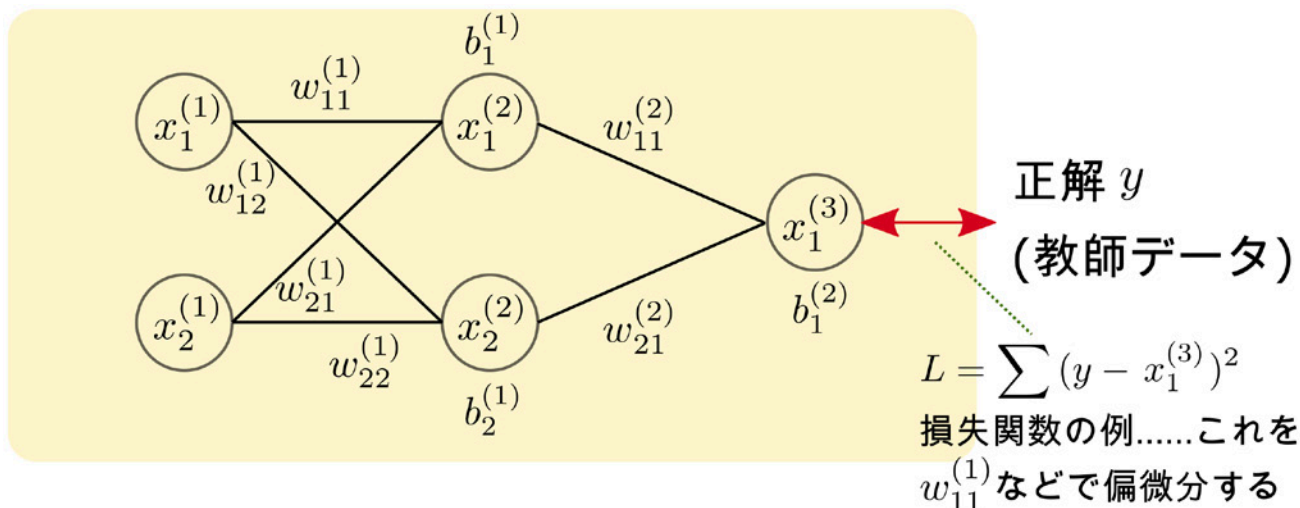 b_1^{(1)}
w_{11}^{(1)}
x_1^{(1)}
x_1^{(2)}
w_{11}^{(2)}
w_{12}^{(1)}
正解 y
x_1^{(3)}
(教師データ)
w_{21}^{(1)}
b_1^{(2)}
x_2^{(1)}
x_2^{(2)}
w_{21}^{(2)}
w_{22}^{(1)}
b_2^{(1)}
L = ∑ (y − x_1^{(3)})^2
損失関数の例......これを
w_{11}^{(1)}などで偏微分する